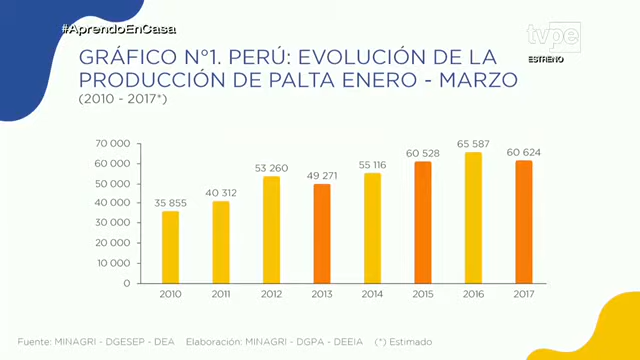 #AprendoEnCasa
tvpe
ESTRENO
GRÁFICO N°1. PERÚ: EVOLUCIÓN DE LA
PRODUCCIÓN DE PALTA ENERO - MARZO
(2010 - 2017*)
70 000
60 000
50 000
40 000
30 000
20 000
10 000
0
35 855
40 312
53 260
49 271
55 116
60 528
65 587
60 624
2010 2011 2012 2013 2014 2015 2016 2017
Fuente: MINAGRI - DGESEP - DEA Elaboración: MINAGRI - DGPA - DEEIA (*) Estimado